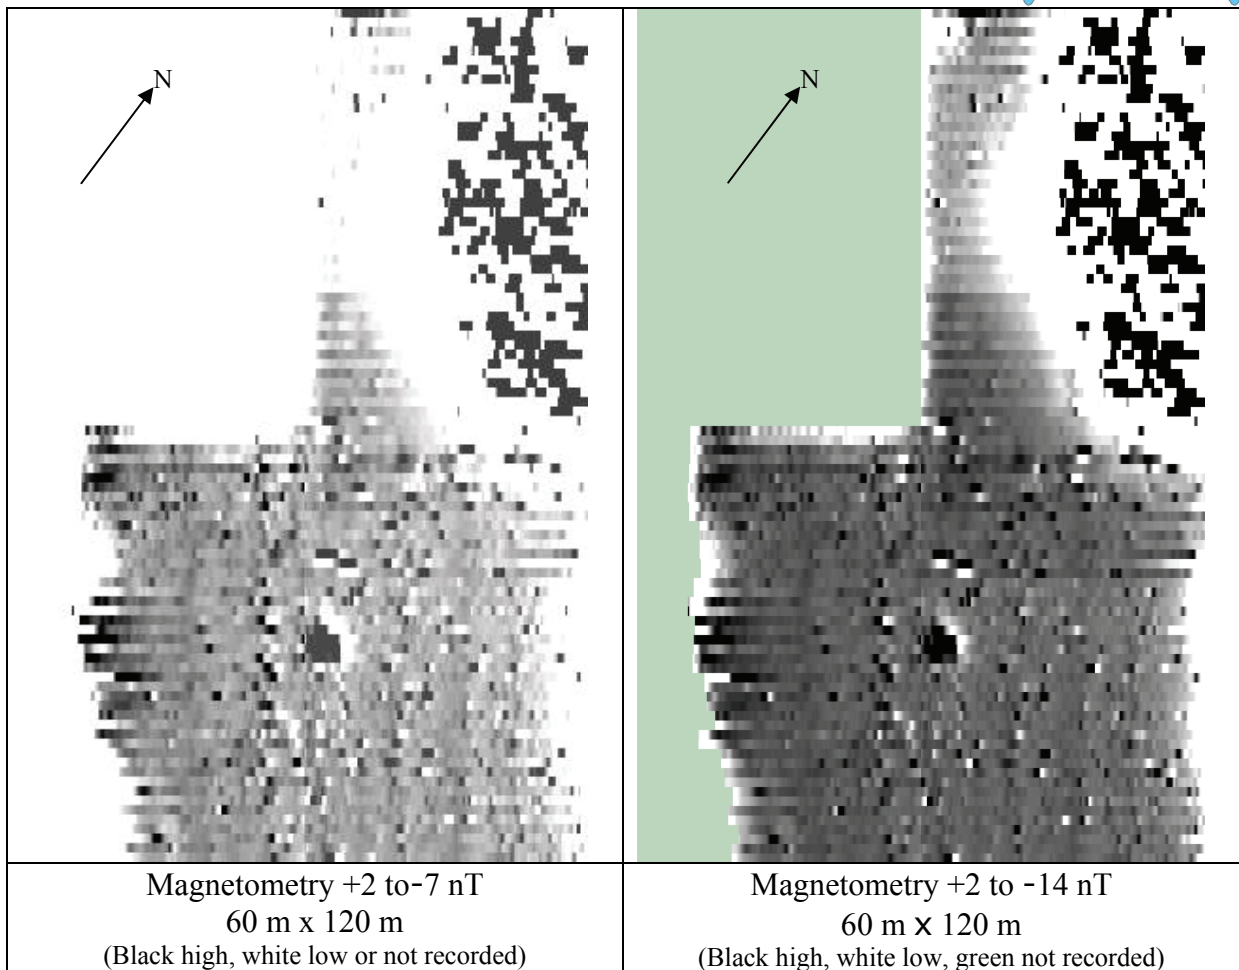 N
N
Magnetometry +2 to-7 nT
60 m x 120 m
(Black high, white low or not recorded)
Magnetometry +2 to -14 nT
60 m x 120 m
(Black high, white low, green not recorded)